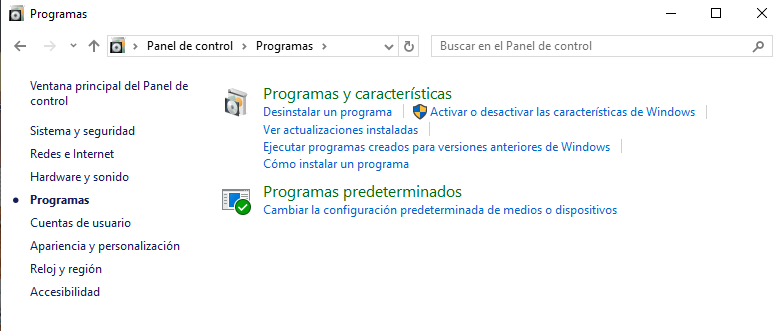 Programas
Panel de control
Programas
Buscar en el Panel de control
Ventana principal del Panel de
control
Sistema y seguridad
Redes e Internet
Hardware y sonido
Programas
Cuentas de usuario
Apariencia y personalización
Reloj y región
Accesibilidad
Programas y características
Desinstalar un programa
Activar o desactivar las características de Windows
Ver actualizaciones instaladas
Ejecutar programas creados para versiones anteriores de Windows
Cómo instalar un programa
Programas predeterminados
Cambiar la configuración predeterminada de medios o dispositivos